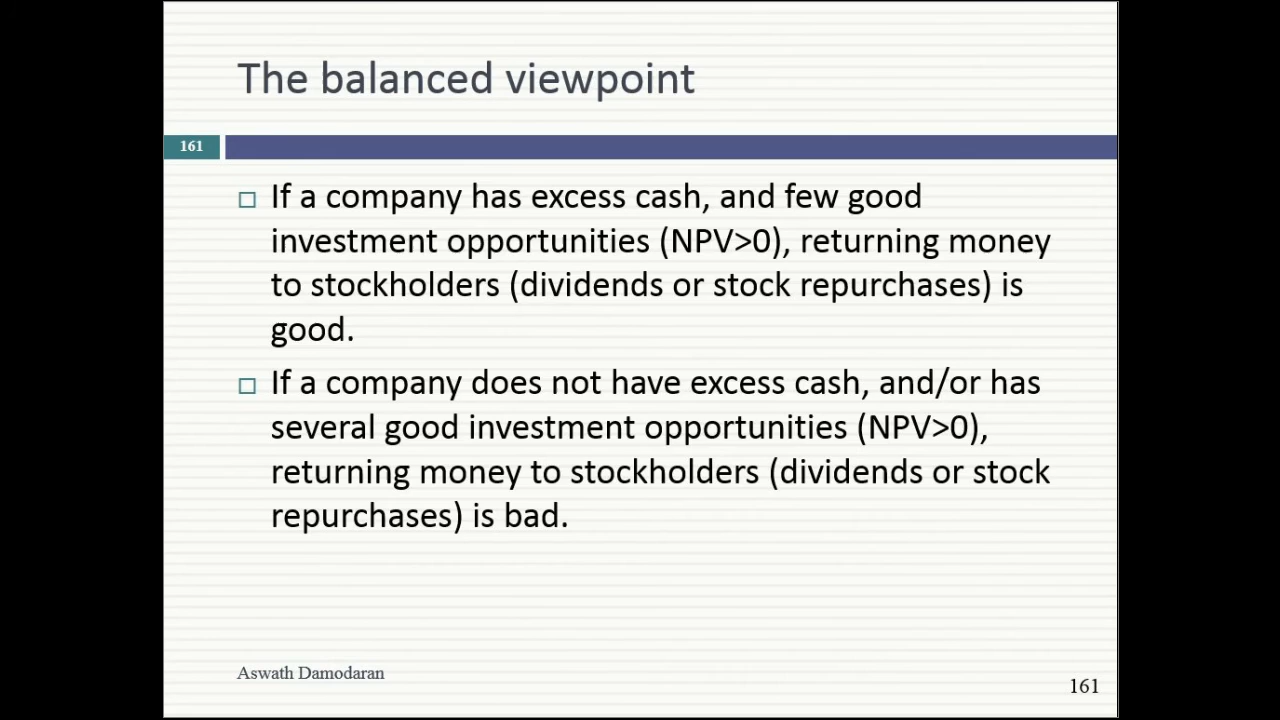 The balanced viewpoint
161
If a company has excess cash, and few good
investment opportunities (NPV>0), returning money
to stockholders (dividends or stock repurchases) is
good.
If a company does not have excess cash, and/or has
several good investment opportunities (NPV>0),
returning money to stockholders (dividends or stock
repurchases) is bad.
Aswath Damodaran
161